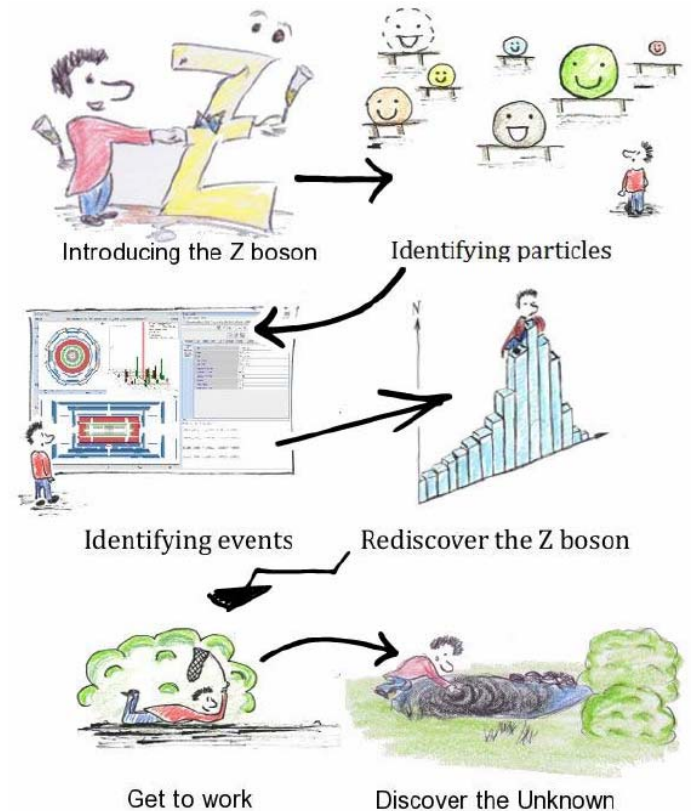 Introducing the Z boson
Identifying particles
N
Identifying events
Rediscover the Z boson
Get to work
Discover the Unknown